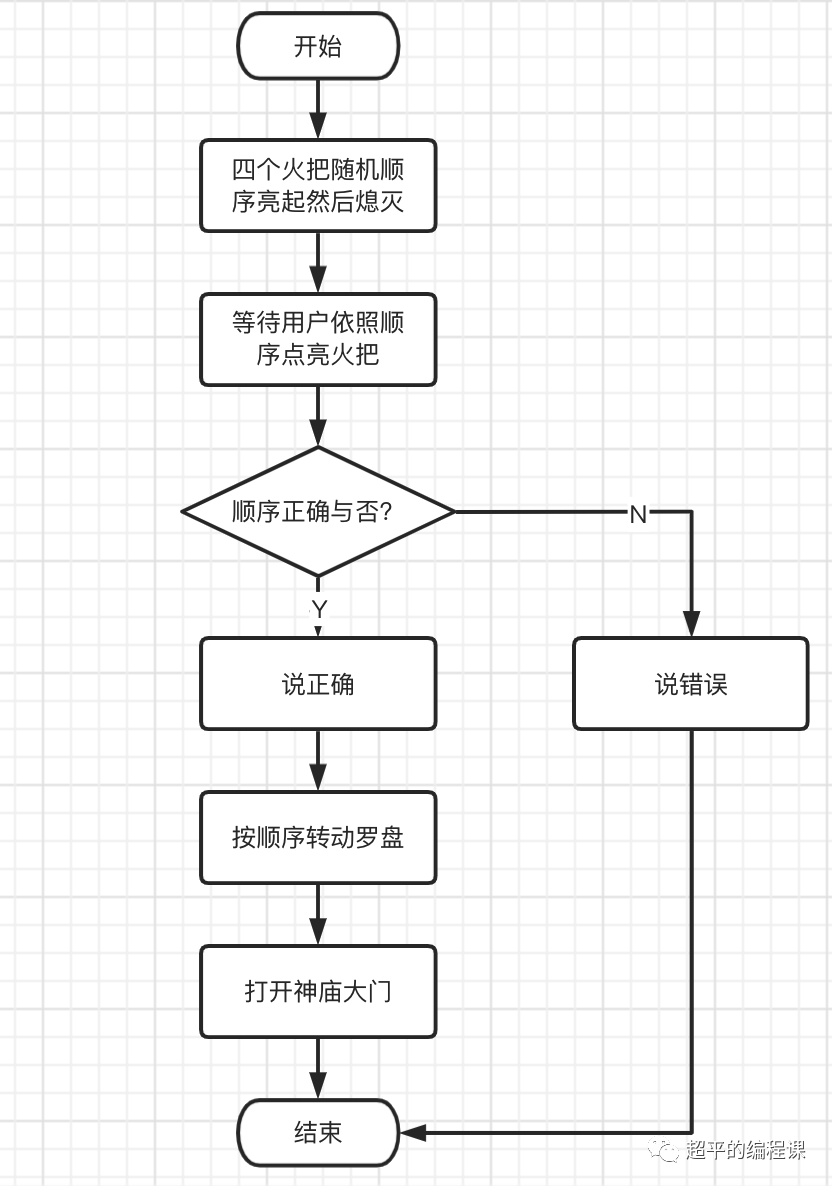 开始
四个火把随机顺
序亮起然后熄灭
等待用户依照顺
序点亮火把
顺序正确与否?
N
Y
说正确
说错误
按顺序转动罗盘
打开神庙大门
结束
超平的编程课